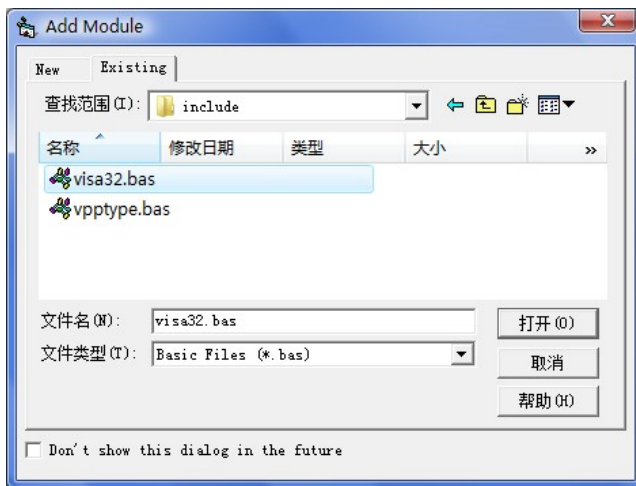 Add Module
New Existing
查找范围(I): include
名称 修改日期 类型 大小 »
visa32.bas
vpptype.bas
文件名(N): visa32.bas 打开(O)
文件类型(T): Basic Files (*.bas) 取消
帮助(H)
Don't show this dialog in the future